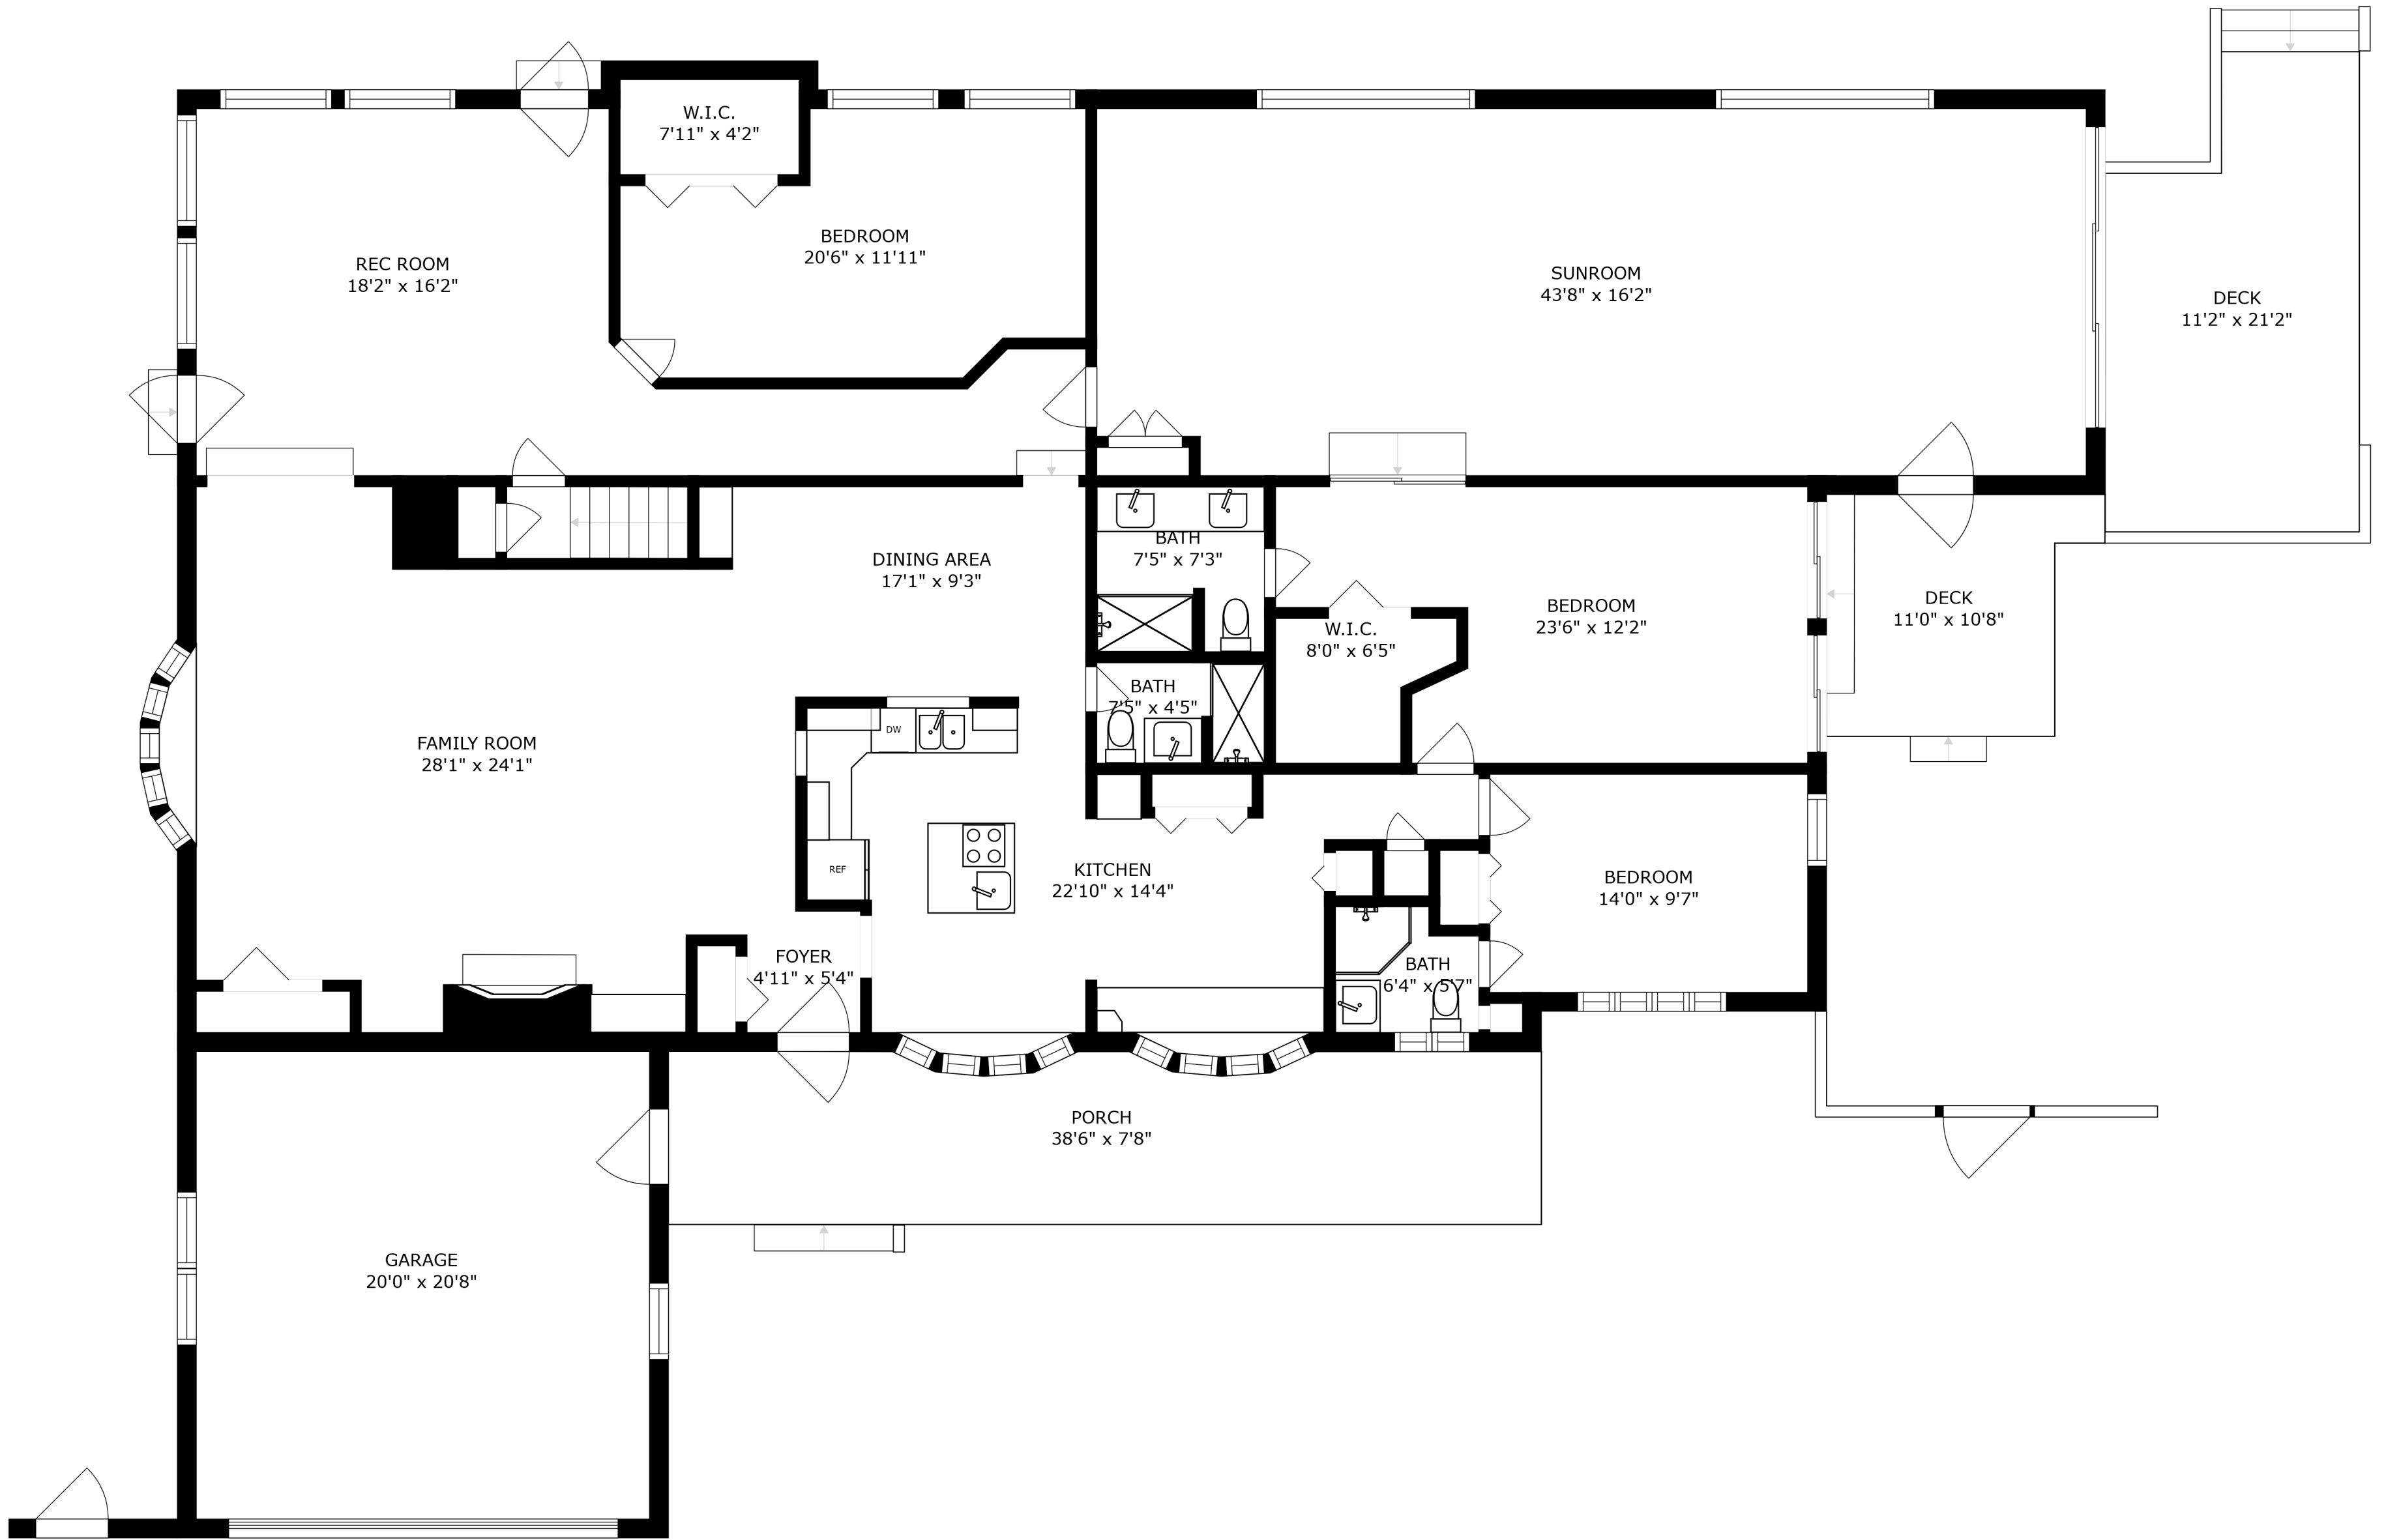 W.I.C.
7'11" x 4'2"
BEDROOM
20'6" x 11'11"
REC ROOM
18'2" x 16'2"
SUNROOM
43'8" x 16'2"
DECK
11'2" x 21'2"
DINING AREA
17'1" x 9'3"
BATH
7'5" x 7'3"
W.I.C.
8'0" x 6'5"
BEDROOM
23'6" x 12'2"
DECK
11'0" x 10'8"
BATH
7'5" x 4'5"
FAMILY ROOM
28'1" x 24'1"
DW
REF
KITCHEN
22'10" x 14'4"
BEDROOM
14'0" x 9'7"
FOYER
4'11" x 5'4"
BATH
6'4" x 5'7"
PORCH
38'6" x 7'8"
GARAGE
20'0" x 20'8"